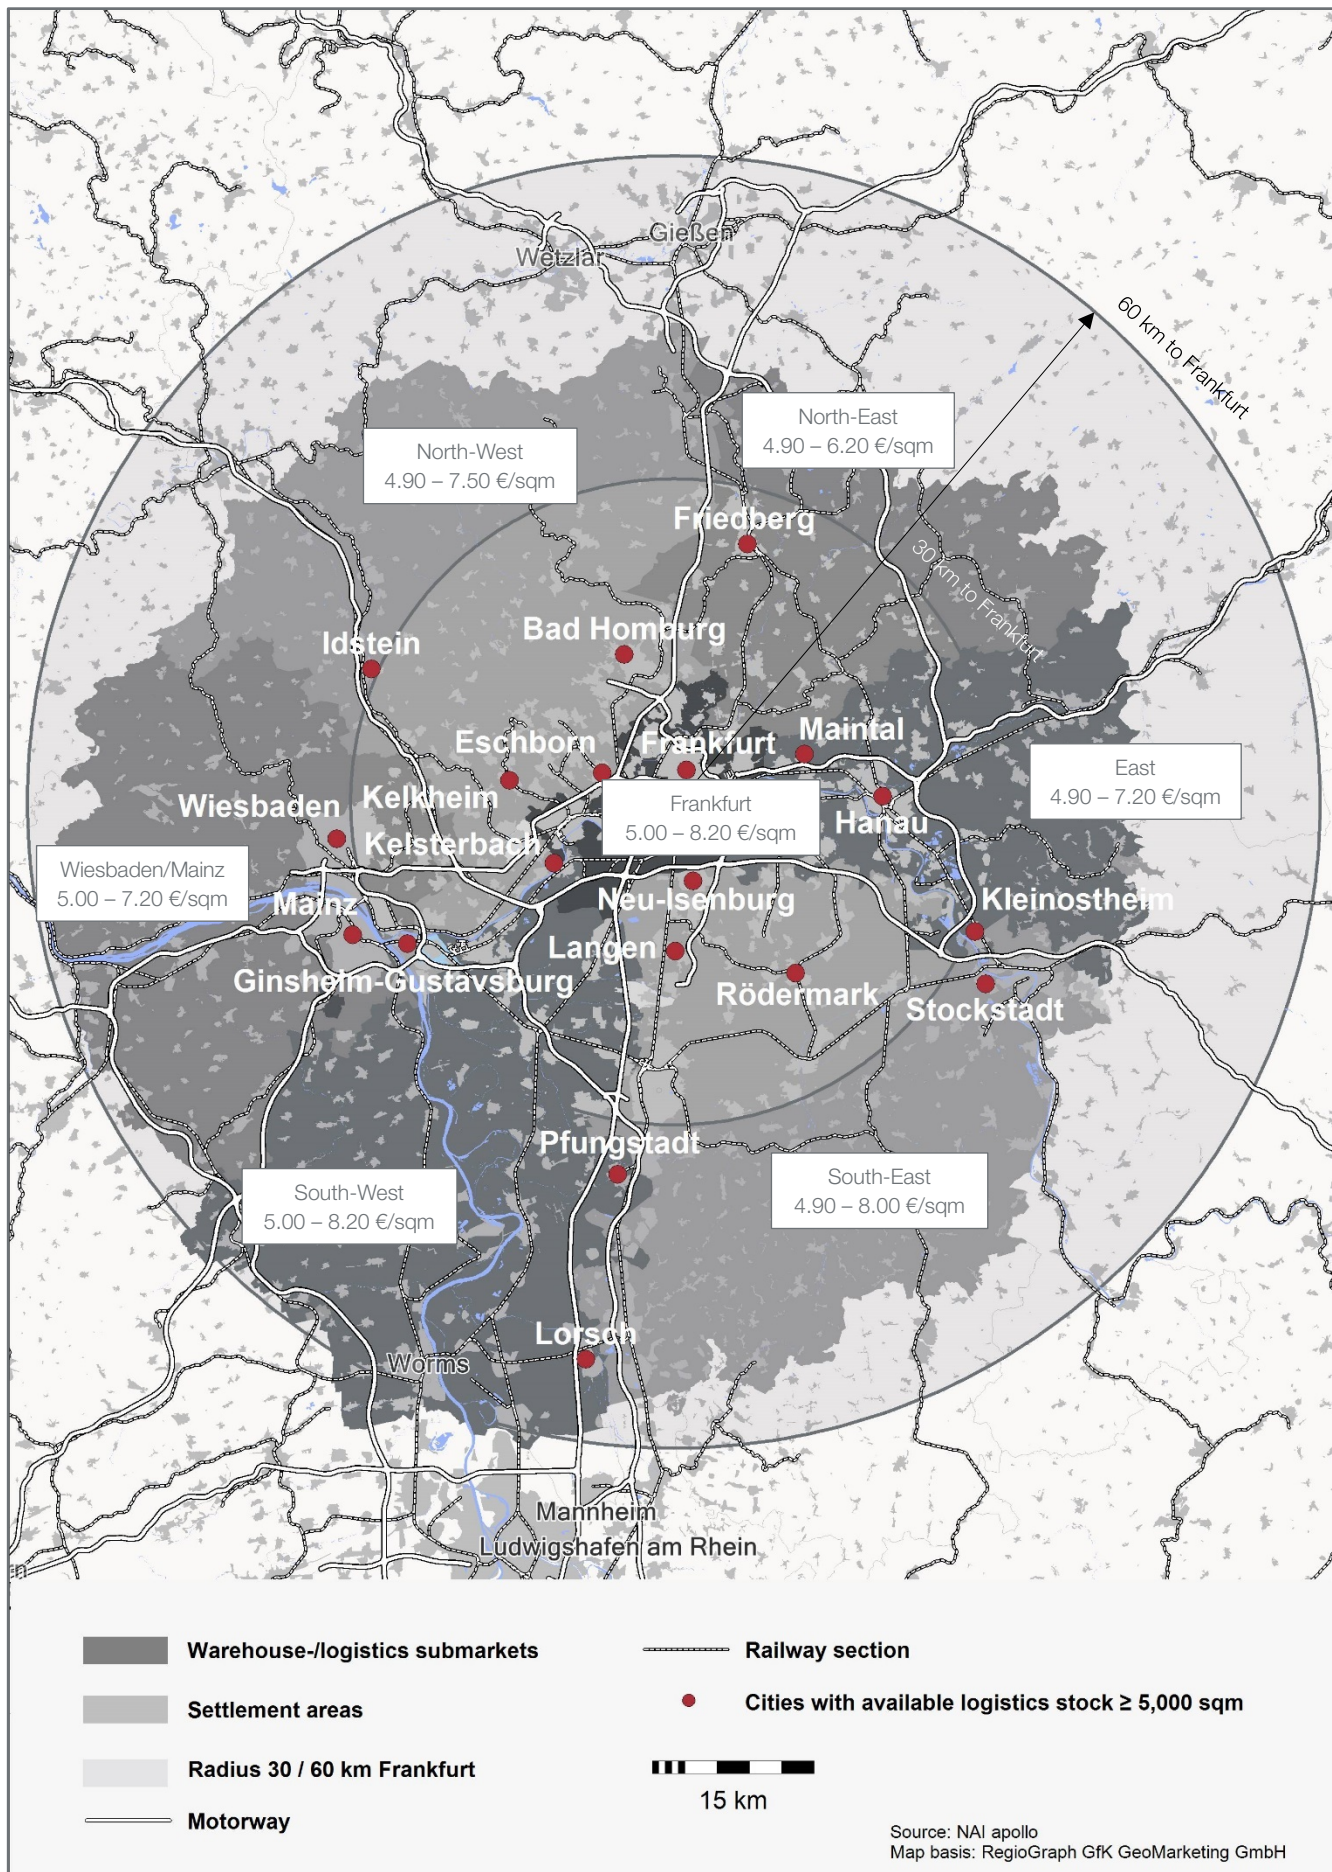 Gießen
Wetzlar
60 km to Frankfurt
North-East
4.90 – 6.20 €/sqm
North-West
4.90 – 7.50 €/sqm
Friedberg
30 km to Frankfurt
Bad Homburg
Idstein
Eschborn
Frankfurt
Maintal
East
4.90 – 7.20 €/sqm
Kelkheim
Wiesbaden
Frankfurt
5.00 – 8.20 €/sqm
Hanau
Kelsterbach
Wiesbaden/Mainz
5.00 – 7.20 €/sqm
Mainz
Neu-Isenburg
Kleinostheim
Langen
Ginsheim-Gustavsburg
Rödermark
Stockstadt
Pfungstadt
South-West
5.00 – 8.20 €/sqm
South-East
4.90 – 8.00 €/sqm
Lorsch
Worms
Mannheim
Ludwigshafen am Rhein
Warehouse-/logistics submarkets
Railway section
Settlement areas
Cities with available logistics stock ≥ 5,000 sqm
Radius 30 / 60 km Frankfurt
15 km
Motorway
Source: NAI apollo
Map basis: RegioGraph GfK GeoMarketing GmbH